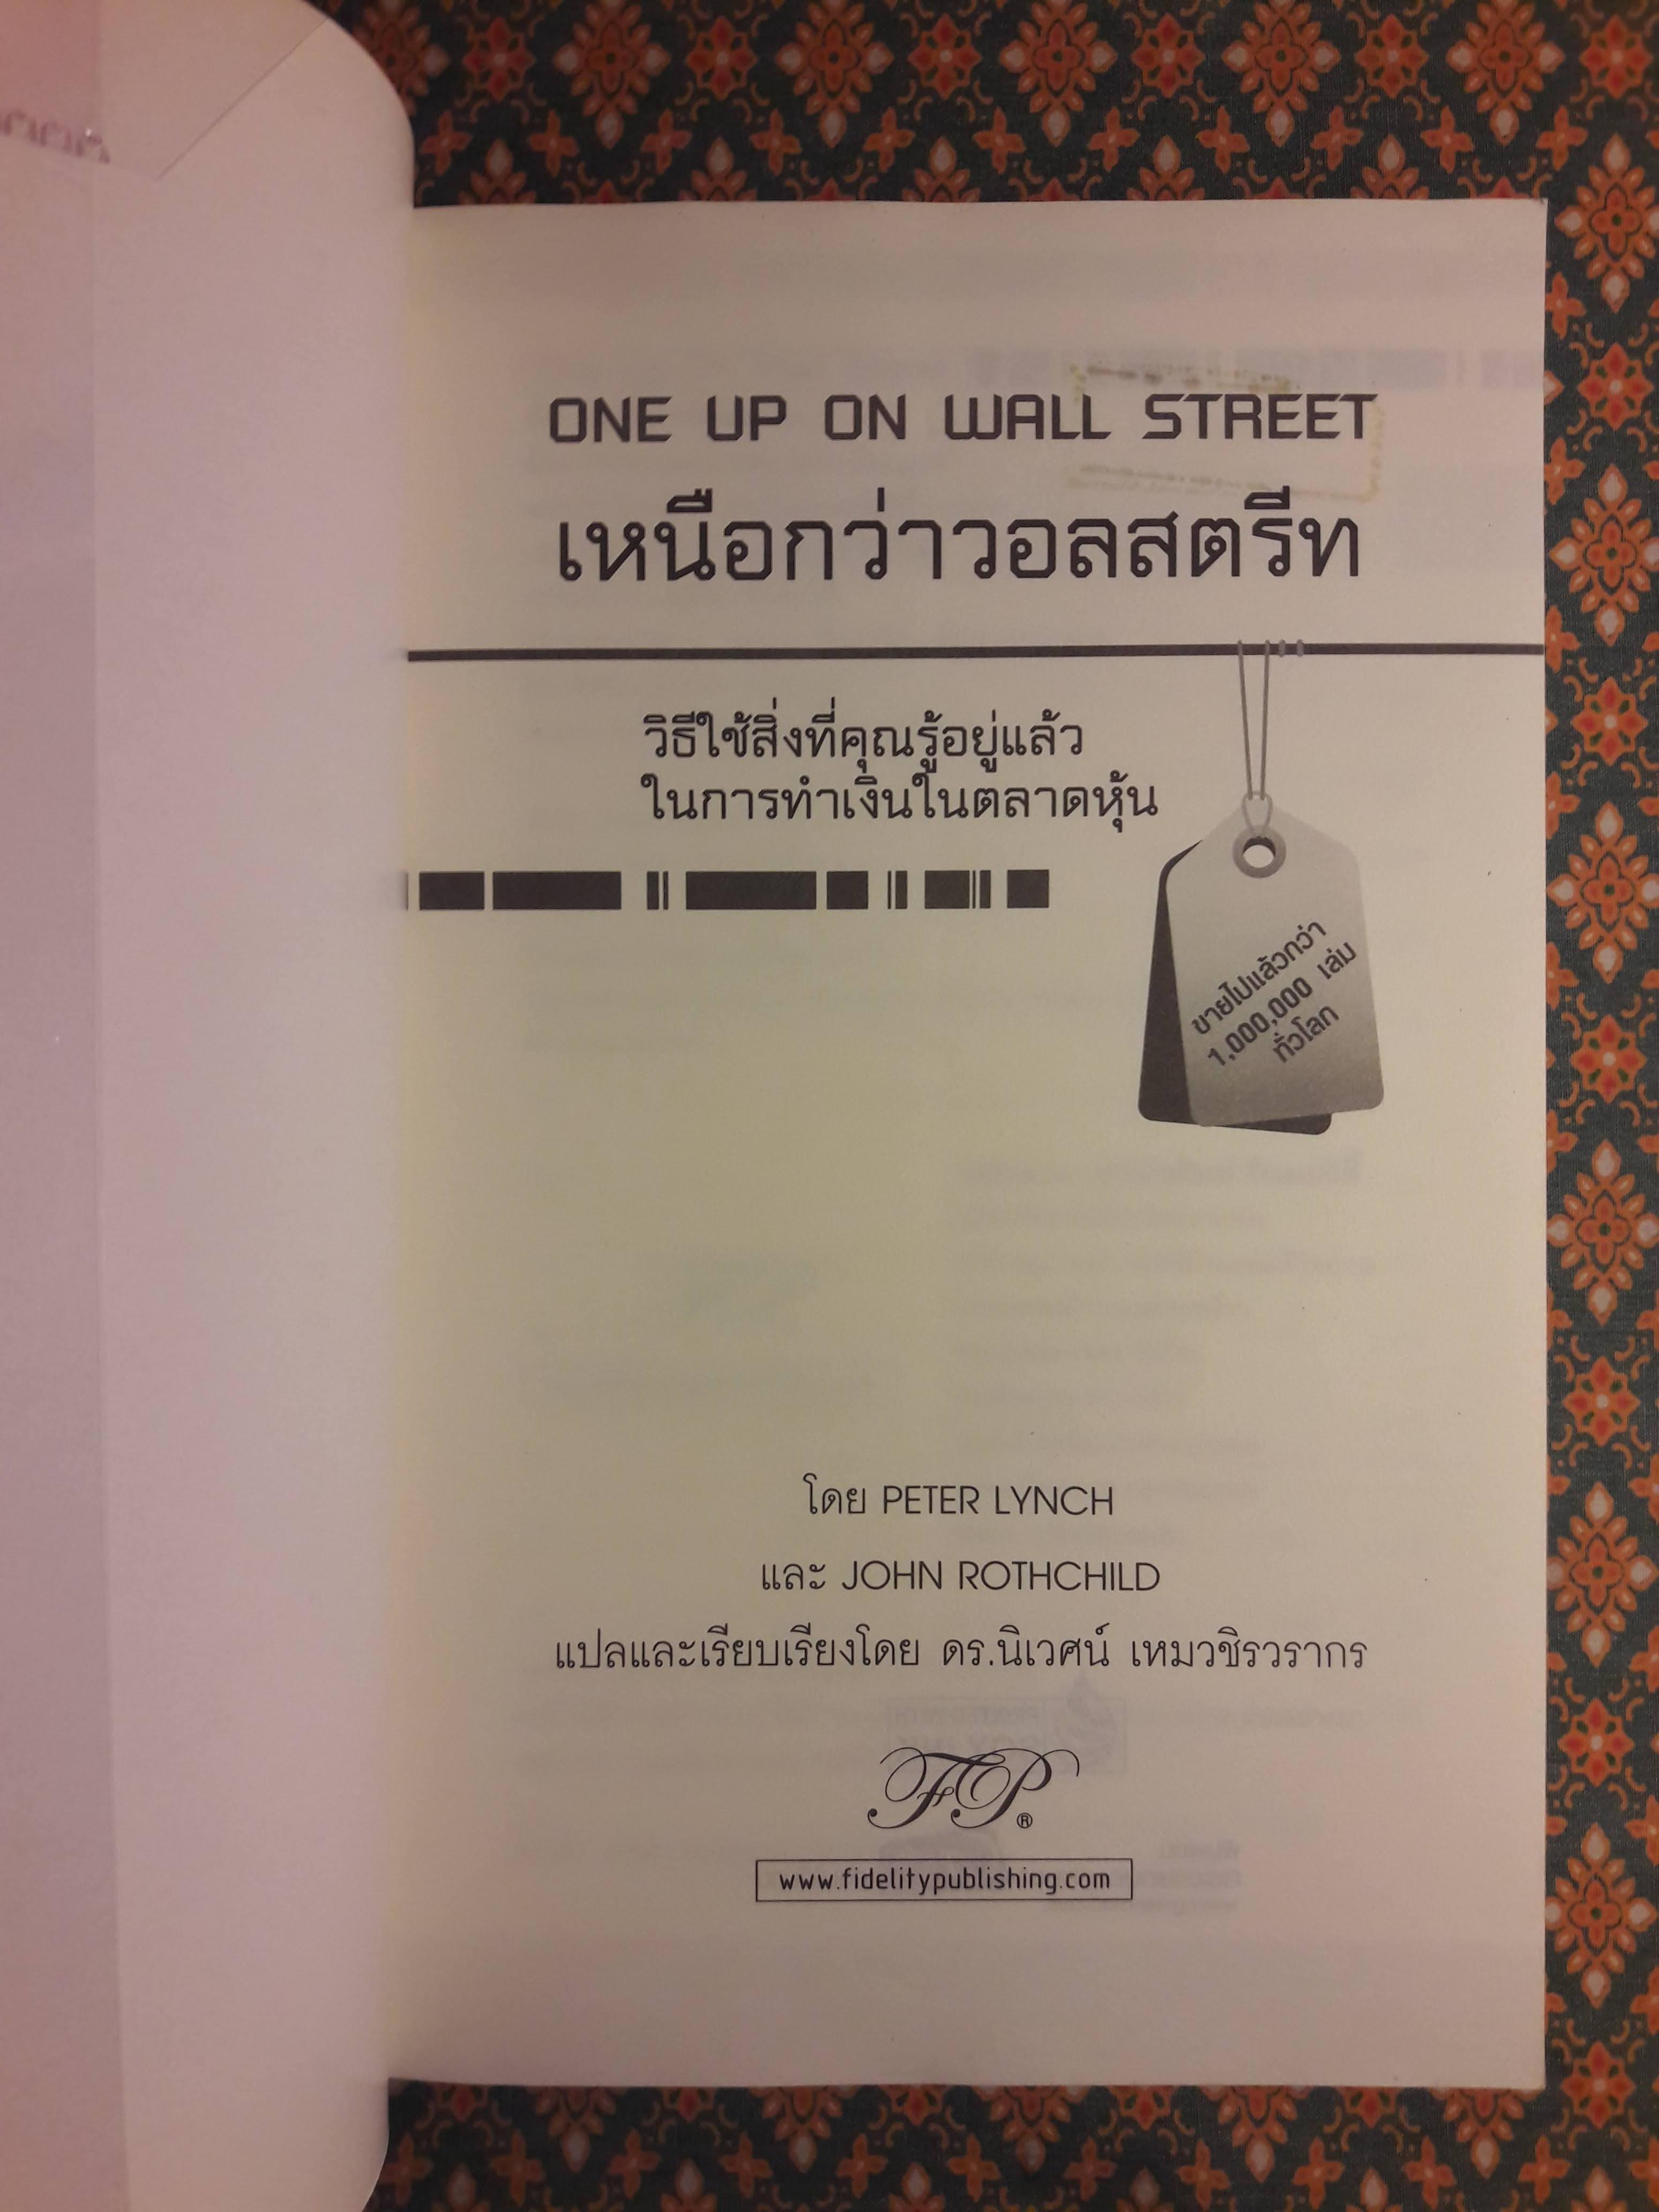 ONE UP ON WALL STREET
เหนือกว่าวอลสตรีท
วิธีใช้สิ่งที่คุณรู้อยู่แล้ว
ในการทำเงินในตลาดหุ้น
ขายไปแล้วกว่า
1,000,000 เล่ม
ทั่วโลก
โดย PETER LYNCH
และ JOHN ROTHCHILD
แปลและเรียบเรียงโดย ดร.นิเวศน์ เหมวชิรวรากร
FP®
www.fidelitypublishing.com